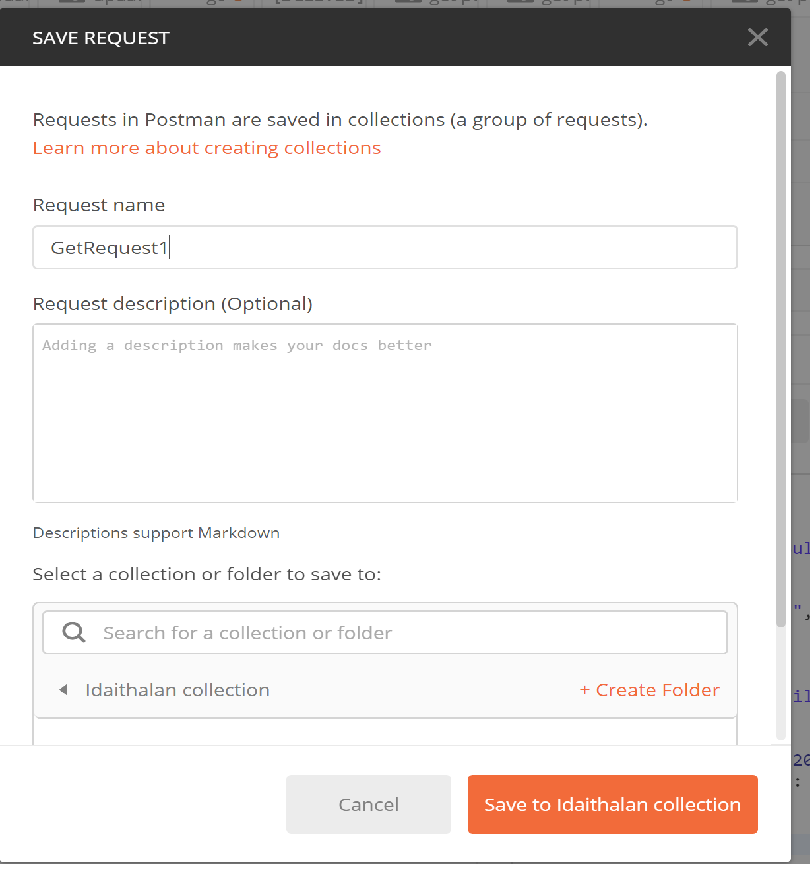 SAVE REQUEST
Requests in Postman are saved in collections (a group of requests).
Learn more about creating collections
Request name
GetRequest1
Request description (Optional)
Adding a description makes your docs better
Descriptions support Markdown
Select a collection or folder to save to:
Search for a collection or folder
Idaithalan collection
+ Create Folder
Cancel
Save to Idaithalan collection